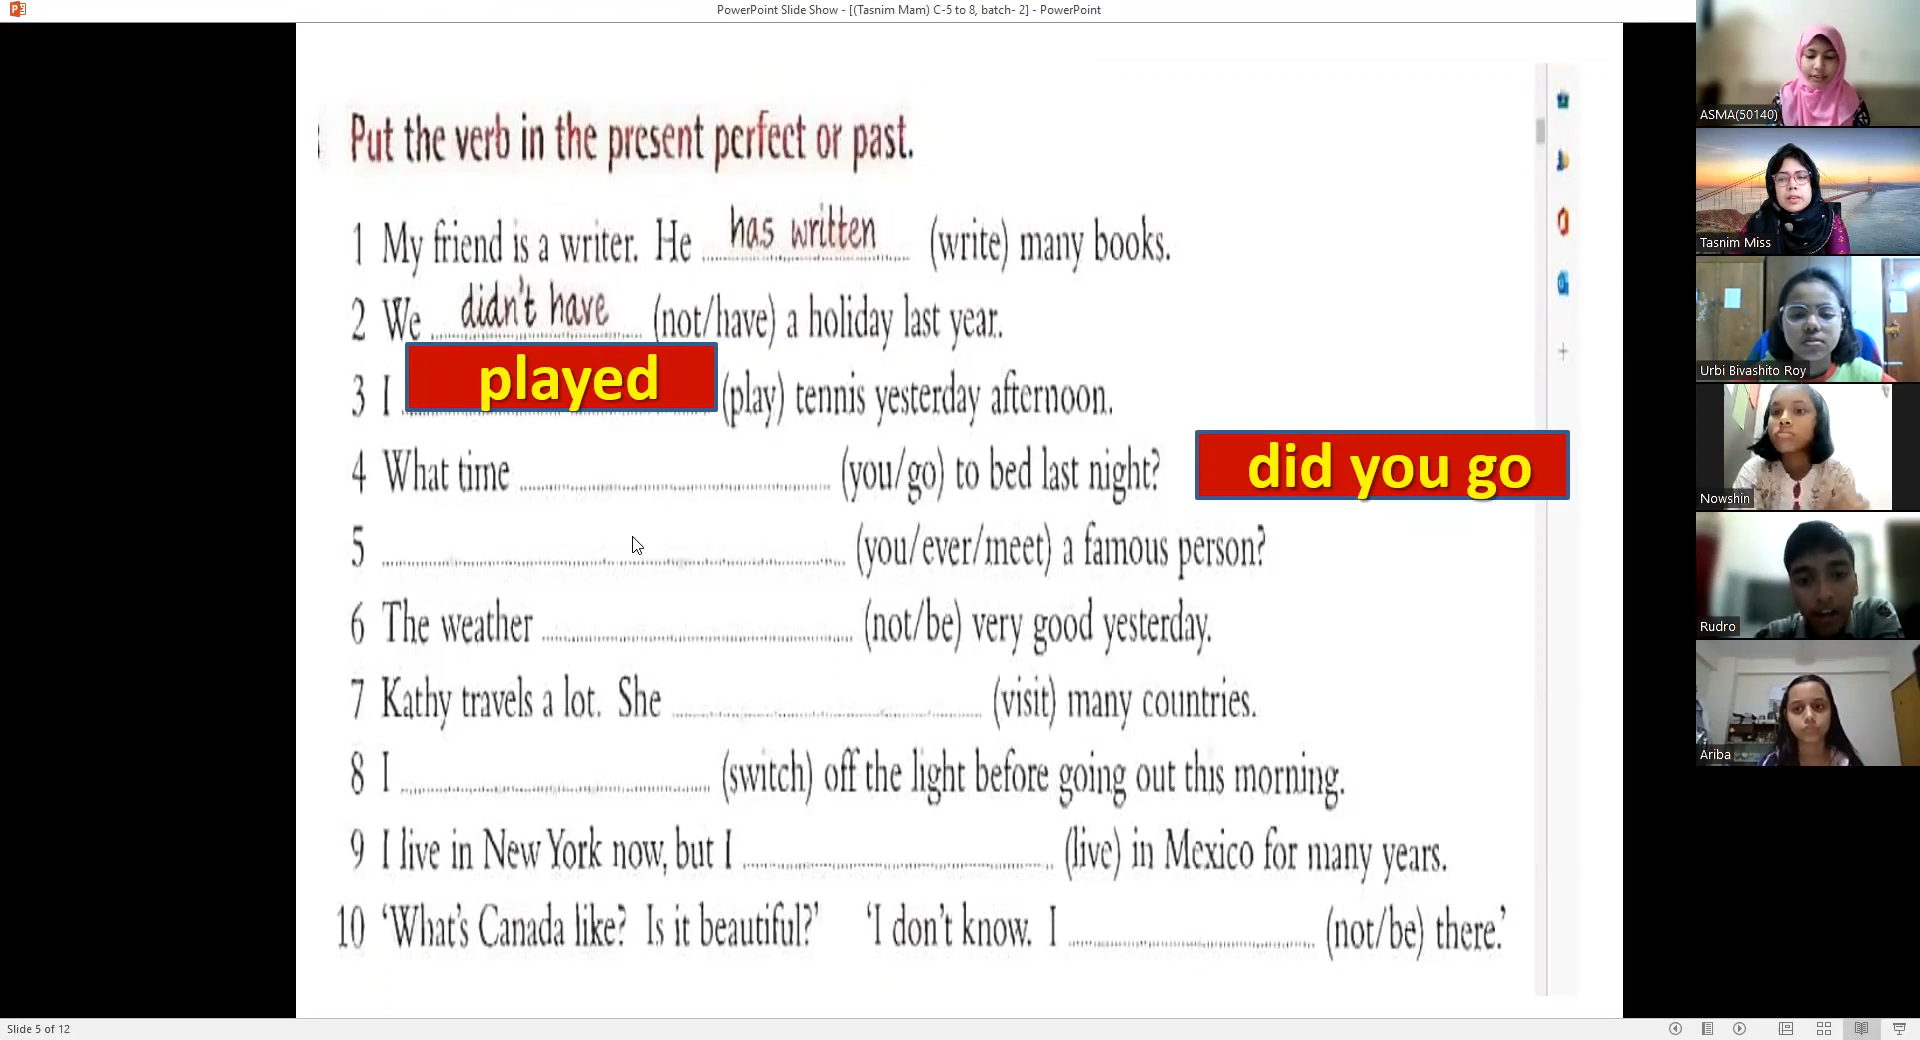 PowerPoint Slide Show - [(Tasnim Mam) C-5 to 8, batch- 2] - PowerPoint
Put the verb in the present perfect or past.
1 My friend is a writer. He has written (write) many books.
2 We didn't have (not/have) a holiday last year.
3 I played (play) tennis yesterday afternoon.
4 What time (you/go) to bed last night? did you go
5 (you/ever/meet) a famous person?
6 The weather (not/be) very good yesterday.
7 Kathy travels a lot. She (visit) many countries.
8 I (switch) off the light before going out this morning.
9 I live in New York now, but I (live) in Mexico for many years.
10 'What's Canada like? Is it beautiful?' 'I don't know. I (not/be) there.'
ASMA(50140)
Tasnim Miss
Urbi Bivashito Roy
Nowshin
Rudro
Ariba
Slide 5 of 12